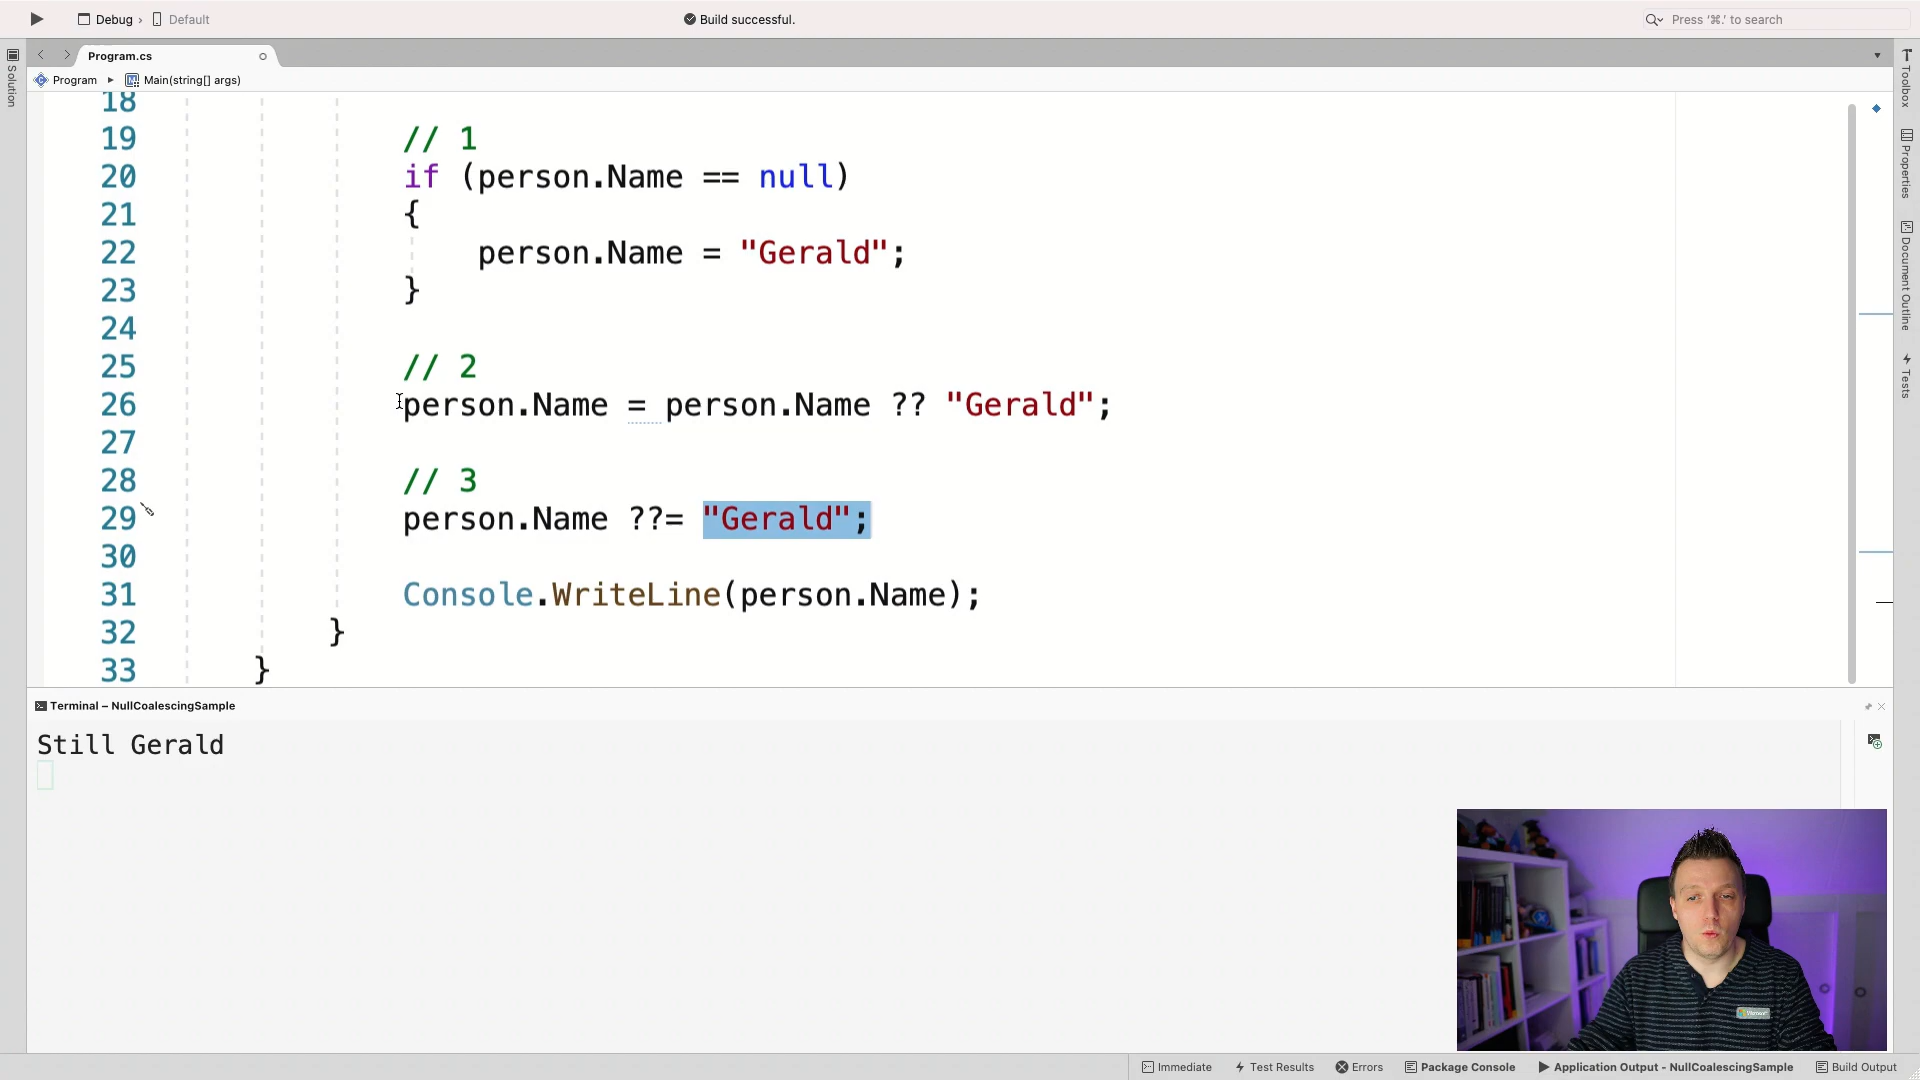 Debug › Default
Build successful.
Press '⌘.' to search
Solution
Program.cs
Program ▸ Main(string[] args)
18
19 // 1
20 if (person.Name == null)
21 {
22 person.Name = "Gerald";
23 }
24
25 // 2
26 person.Name = person.Name ?? "Gerald";
27
28 // 3
29 person.Name ??= "Gerald";
30
31 Console.WriteLine(person.Name);
32 }
33 }
Toolbox
Properties
Document Outline
Tests
Terminal – NullCoalescingSample
Still Gerald
Immediate
Test Results
Errors
Package Console
Application Output - NullCoalescingSample
Build Output